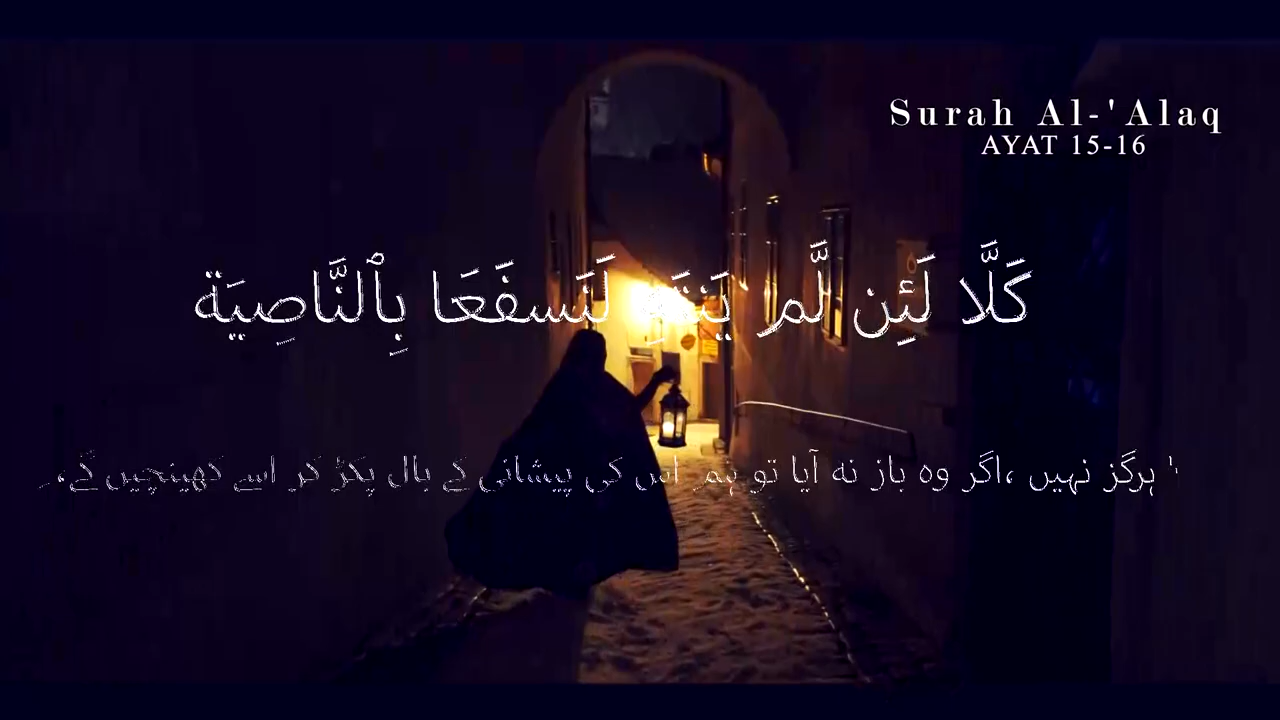 Surah Al-'Alaq
AYAT 15-16
كَلَّا لَئِن لَّم يَنتَهِ لَنَسفَعَا بِٱلنَّاصِيَة
ہرگز نہیں ،اگر وہ باز نہ آیا تو ہم اس کی پیشانی کے بال پکڑ کر اسے کھینچیں گے۔